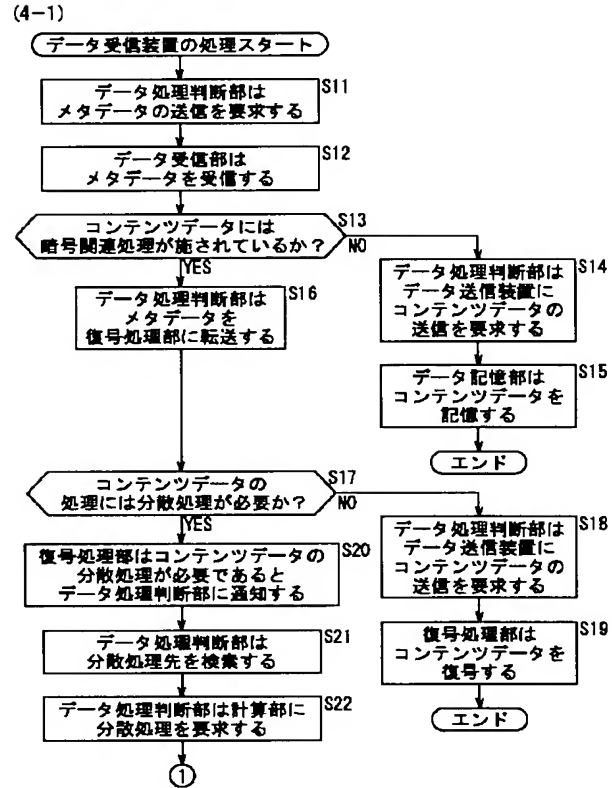 (4−1)
データ受信装置の処理スタート
S11
データ処理判断部は
メタデータの送信を要求する
S12
データ受信部は
メタデータを受信する
S13
コンテンツデータには
暗号関連処理が施されているか?
NO
YES
S14
データ処理判断部は
データ送信装置に
コンテンツデータの
送信を要求する
S15
データ記憶部は
コンテンツデータを
記憶する
エンド
S16
データ処理判断部は
メタデータを
復号処理部に転送する
S17
コンテンツデータの
処理には分散処理が必要か?
NO
YES
S18
データ処理判断部は
データ送信装置に
コンテンツデータの
送信を要求する
S19
復号処理部は
コンテンツデータを
復号する
エンド
S20
復号処理部はコンテンツデータの
分散処理が必要であると
データ処理判断部に通知する
S21
データ処理判断部は
分散処理先を検索する
S22
データ処理判断部は計算部に
分散処理を要求する
①